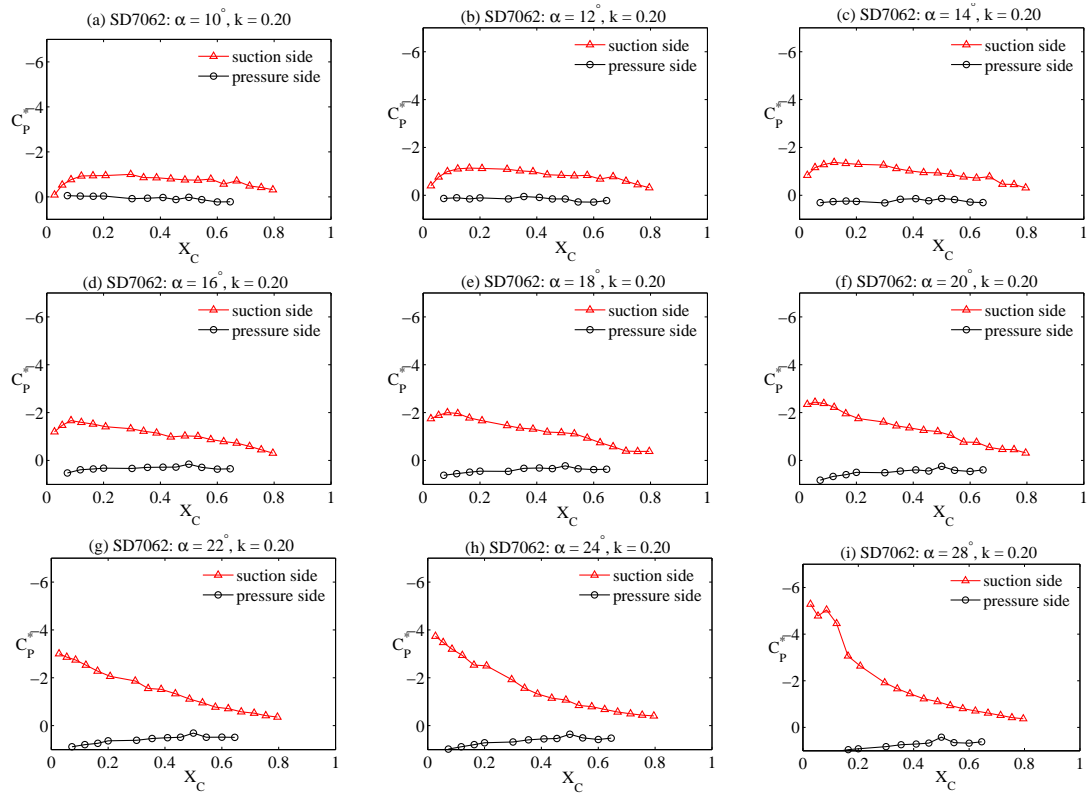 (a) SD7062: α = 10°, k = 0.20
suction side
pressure side
−6
−4
−2
0
C_P^*
0
0.2
0.4
0.6
0.8
1
X_C
(b) SD7062: α = 12°, k = 0.20
suction side
pressure side
−6
−4
−2
0
C_P^*
0
0.2
0.4
0.6
0.8
1
X_C
(c) SD7062: α = 14°, k = 0.20
suction side
pressure side
−6
−4
−2
0
C_P^*
0
0.2
0.4
0.6
0.8
1
X_C
(d) SD7062: α = 16°, k = 0.20
suction side
pressure side
−6
−4
−2
0
C_P^*
0
0.2
0.4
0.6
0.8
1
X_C
(e) SD7062: α = 18°, k = 0.20
suction side
pressure side
−6
−4
−2
0
C_P^*
0
0.2
0.4
0.6
0.8
1
X_C
(f) SD7062: α = 20°, k = 0.20
suction side
pressure side
−6
−4
−2
0
C_P^*
0
0.2
0.4
0.6
0.8
1
X_C
(g) SD7062: α = 22°, k = 0.20
suction side
pressure side
−6
−4
−2
0
C_P^*
0
0.2
0.4
0.6
0.8
1
X_C
(h) SD7062: α = 24°, k = 0.20
suction side
pressure side
−6
−4
−2
0
C_P^*
0
0.2
0.4
0.6
0.8
1
X_C
(i) SD7062: α = 28°, k = 0.20
suction side
pressure side
−6
−4
−2
0
C_P^*
0
0.2
0.4
0.6
0.8
1
X_C